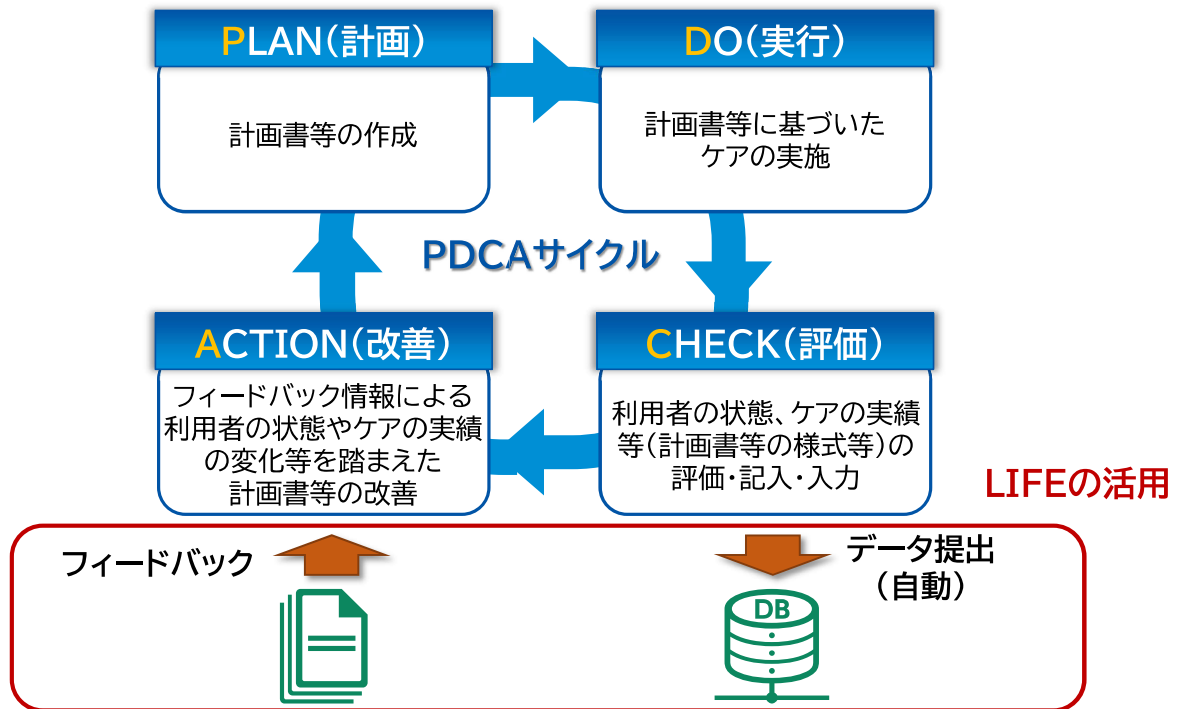 PLAN(計画)
計画書等の作成
DO(実行)
計画書等に基づいた
ケアの実施
PDCAサイクル
ACTION(改善)
フィードバック情報による
利用者の状態やケアの実績
の変化等を踏まえた
計画書等の改善
CHECK(評価)
利用者の状態、ケアの実績
等(計画書等の様式等)の
評価・記入・入力
LIFEの活用
フィードバック
データ提出
(自動)
DB